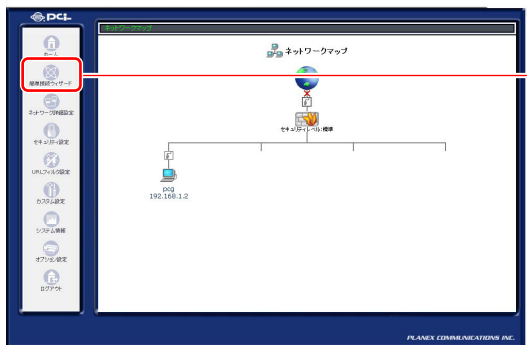 PCi
ネットワークマップ
ホーム
簡単接続ウィザード
ネットワーク詳細設定
セキュリティ設定
URLフィルタ設定
カスタム設定
システム情報
オプション設定
ログアウト
ネットワークマップ
セキュリティレベル:標準
pcg
192.168.1.2
PLANEX COMMUNICATIONS INC.